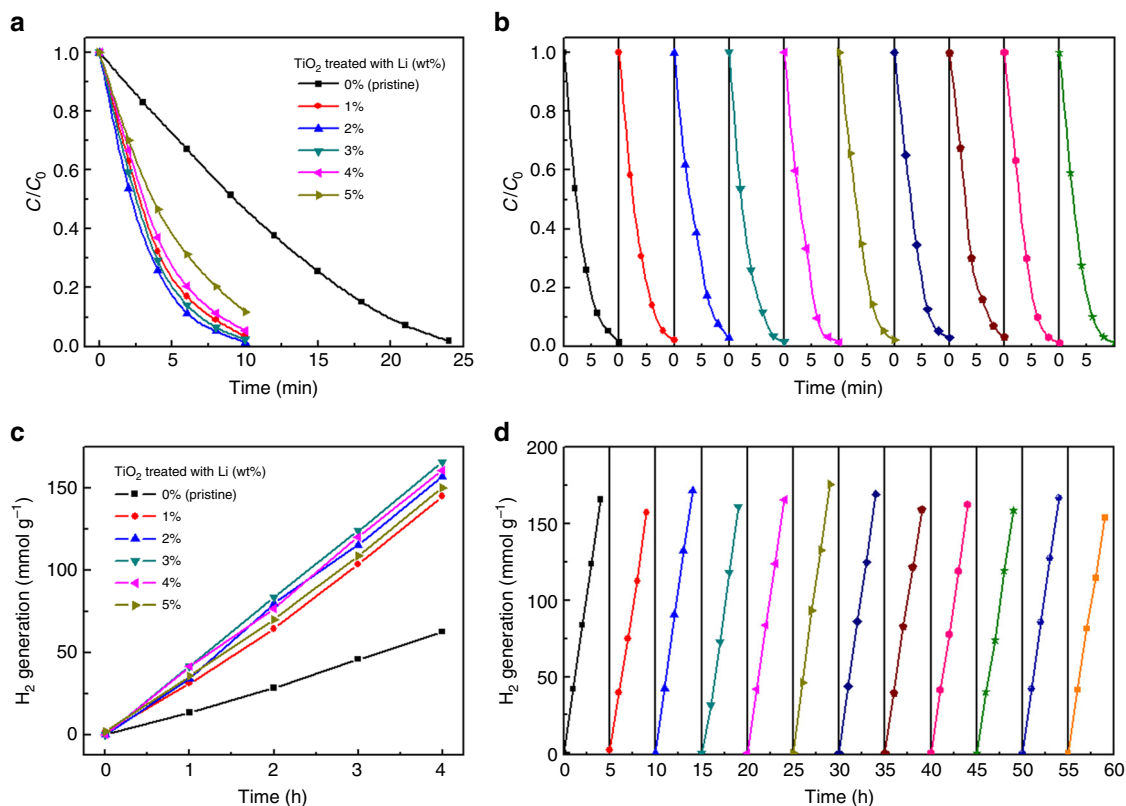 a
1.0
0.8
0.6
0.4
0.2
0.0
C/C₀
TiO₂ treated with Li (wt%)
0% (pristine)
1%
2%
3%
4%
5%
0 5 10 15 20 25
Time (min)
b
1.0
0.8
0.6
0.4
0.2
0.0
C/C₀
0 5 0 5 0 5 0 5 0 5 0 5 0 5 0 5 0 5 0 5
Time (min)
c
150
100
50
0
H₂ generation (mmol g⁻¹)
TiO₂ treated with Li (wt%)
0% (pristine)
1%
2%
3%
4%
5%
0 1 2 3 4
Time (h)
d
200
150
100
50
0
H₂ generation (mmol g⁻¹)
0 5 10 15 20 25 30 35 40 45 50 55 60
Time (h)